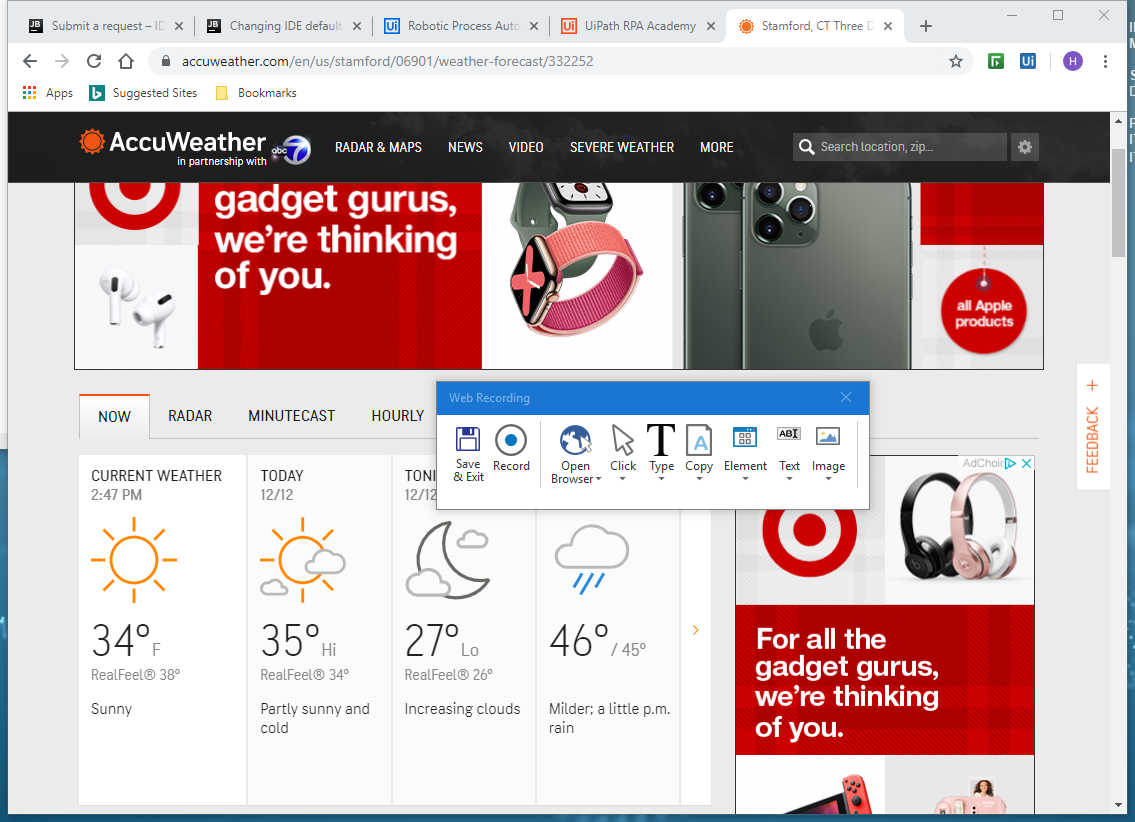 Submit a request – ID
Changing IDE default
Robotic Process Auto
UiPath RPA Academy
Stamford, CT Three D
accuweather.com/en/us/stamford/06901/weather-forecast/332252
H
Apps
Suggested Sites
Bookmarks
AccuWeather
in partnership with
abc 7
RADAR & MAPS
NEWS
VIDEO
SEVERE WEATHER
MORE
Search location, zip...
gadget gurus,
we're thinking
of you.
all Apple
products
FEEDBACK +
NOW
RADAR
MINUTECAST
HOURLY
Web Recording
Save
& Exit
Record
Open
Browser
Click
Type
Copy
Element
Text
Image
CURRENT WEATHER
2:47 PM
34° F
RealFeel® 38°
Sunny
TODAY
12/12
35° Hi
RealFeel® 34°
Partly sunny and
cold
TONI
12/12
27° Lo
RealFeel® 26°
Increasing clouds
46° / 45°
Milder; a little p.m.
rain
AdChoic
For all the
gadget gurus,
we're thinking
of you.